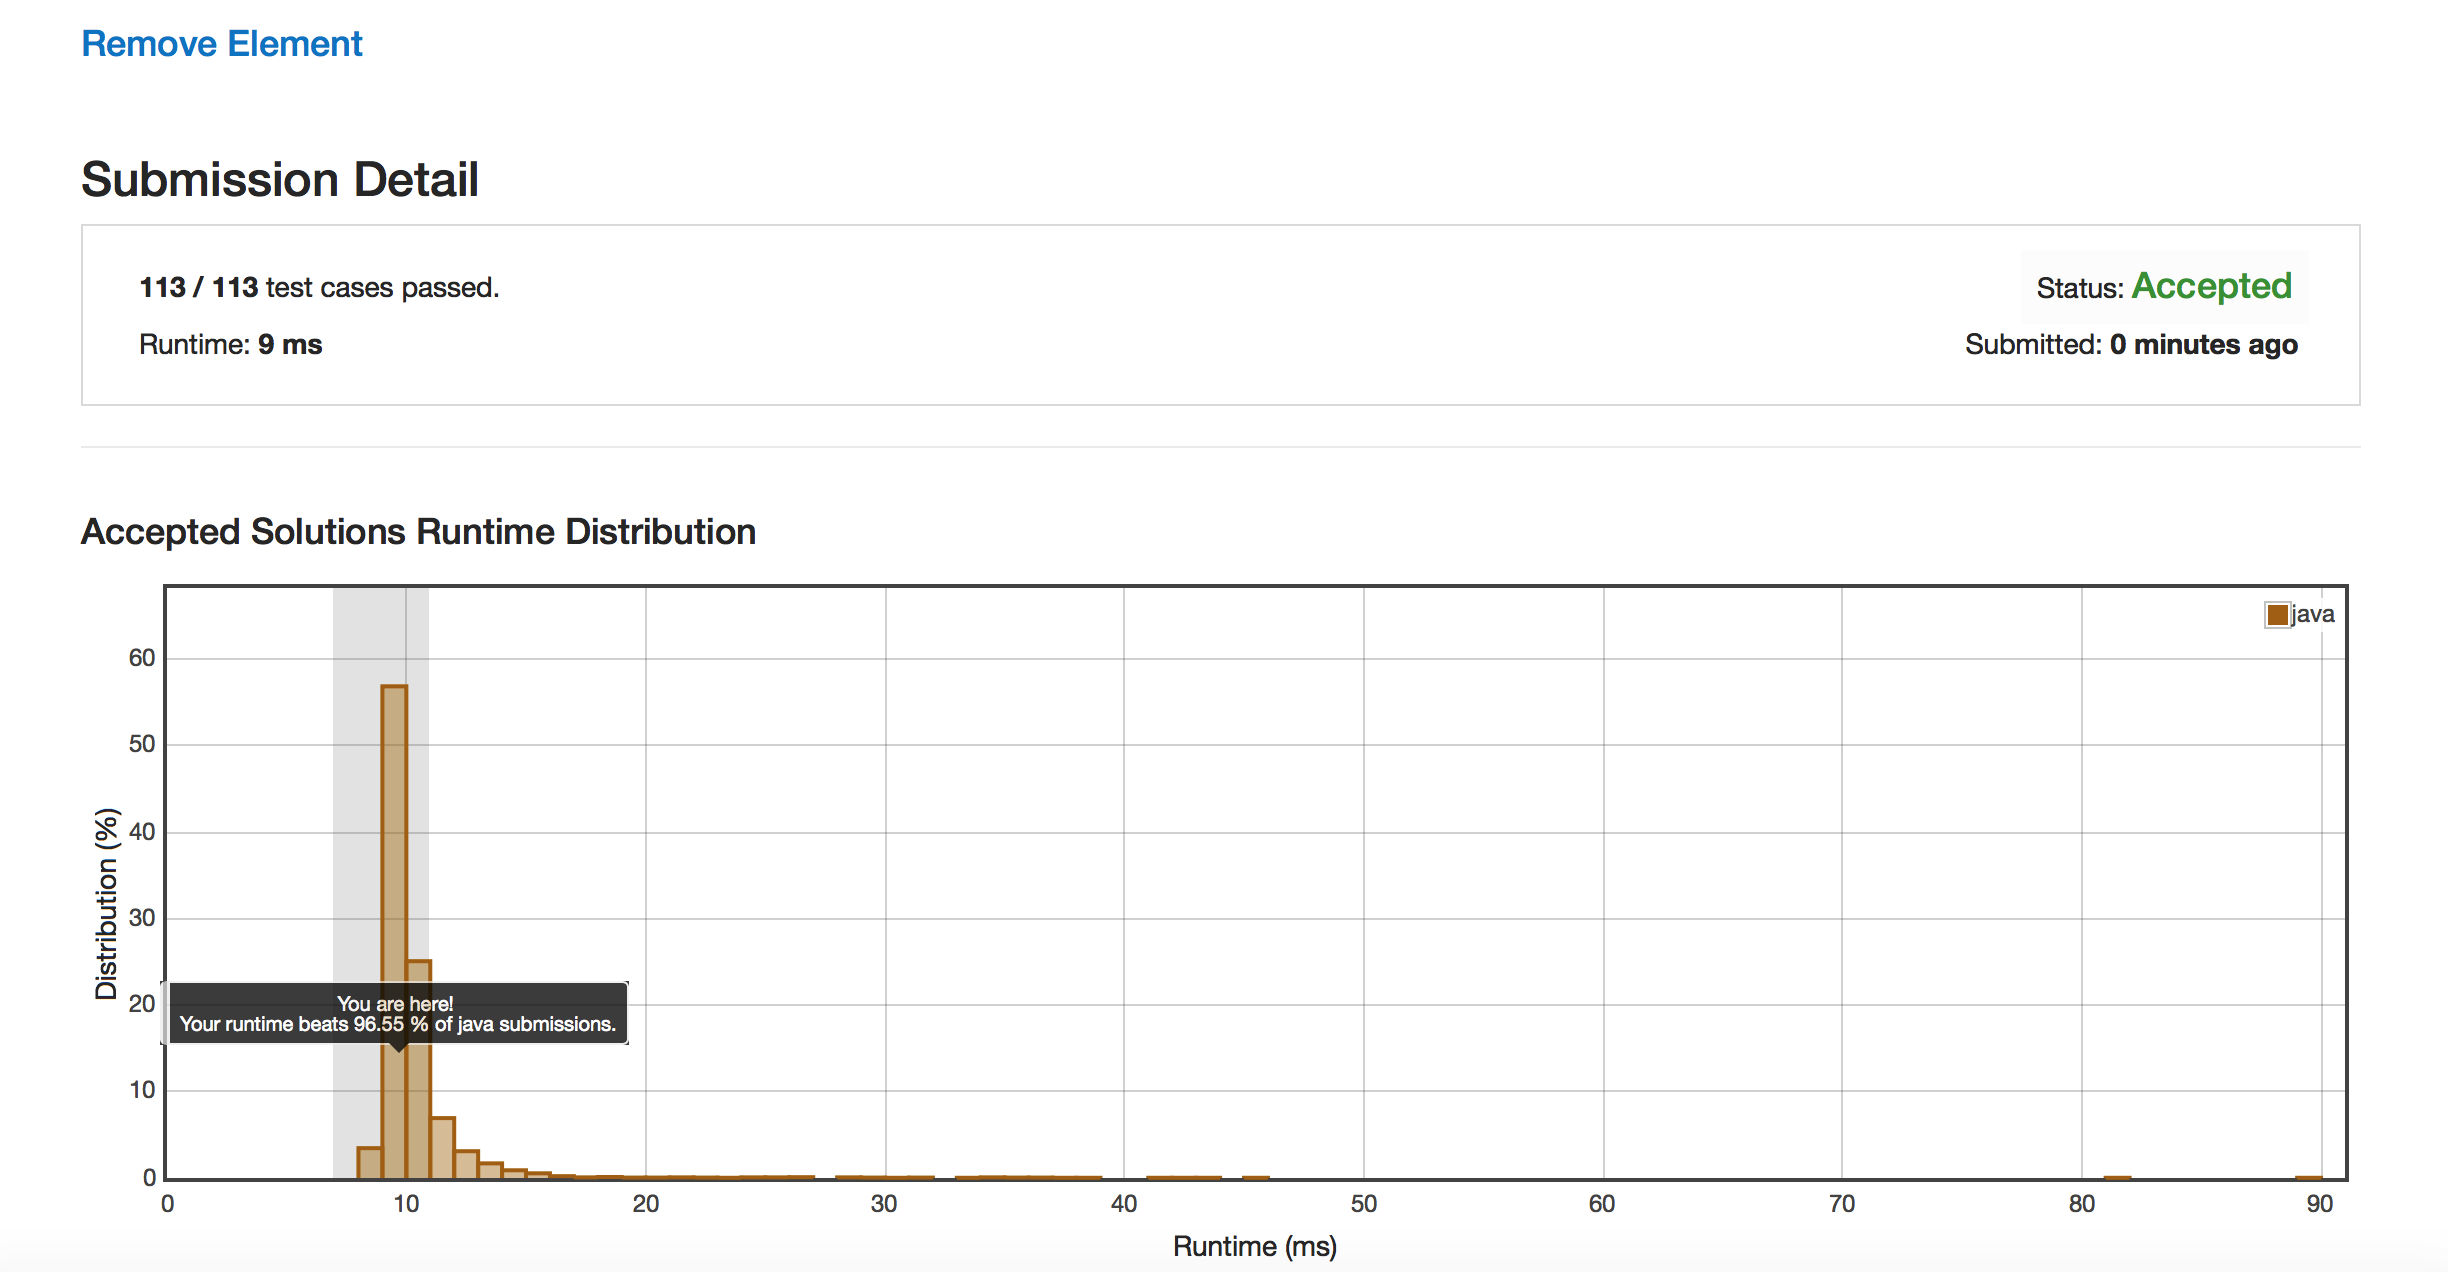 Remove Element
Submission Detail
113 / 113 test cases passed.
Status: Accepted
Runtime: 9 ms
Submitted: 0 minutes ago
Accepted Solutions Runtime Distribution
java
60
50
40
30
20
10
0
Distribution (%)
You are here!
Your runtime beats 96.55 % of java submissions.
0 10 20 30 40 50 60 70 80 90
Runtime (ms)